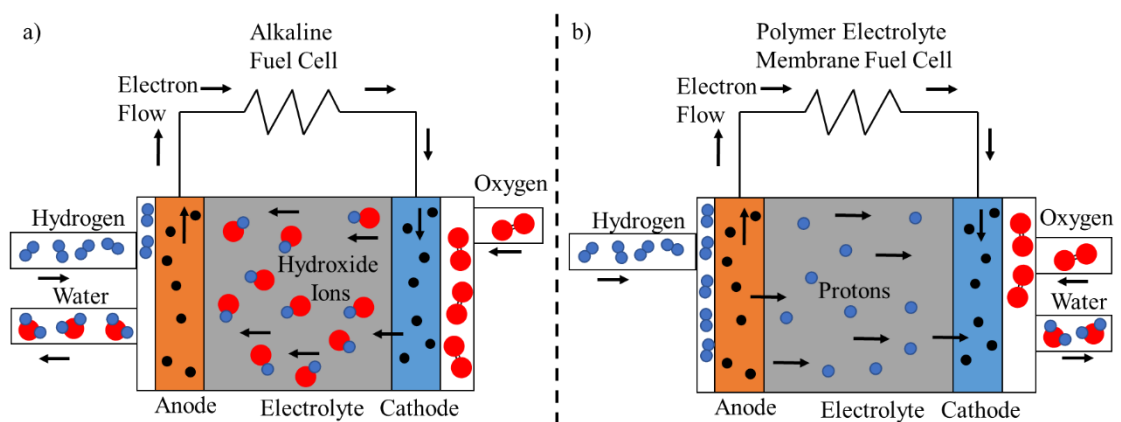 a)
Alkaline
Fuel Cell
Electron
Flow
Oxygen
Hydrogen
Hydroxide
Ions
Water
Anode
Electrolyte
Cathode
b)
Polymer Electrolyte
Membrane Fuel Cell
Electron
Flow
Hydrogen
Oxygen
Protons
Water
Anode
Electrolyte
Cathode